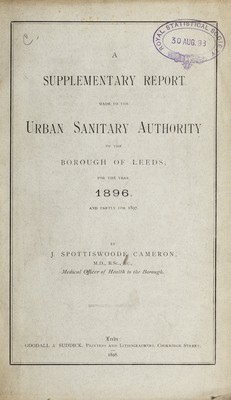 ROYAL STATISTICAL SOCIETY
30 AUG. 98
A
SUPPLEMENTARY REPORT
MADE TO THE
URBAN SANITARY AUTHORITY
OF THE
BOROUGH OF LEEDS,
FOR THE YEAR
1896,
AND PARTLY FOR 1897.
BY
J. SPOTTISWOODE CAMERON,
M.D., B.SC.,
Medical Officer of Health to the Borough.
Leeds:
GOODALL & SUDDICK, PRINTERS AND LITHOGRAPHERS, COOKRIDGE STREET.
1898.